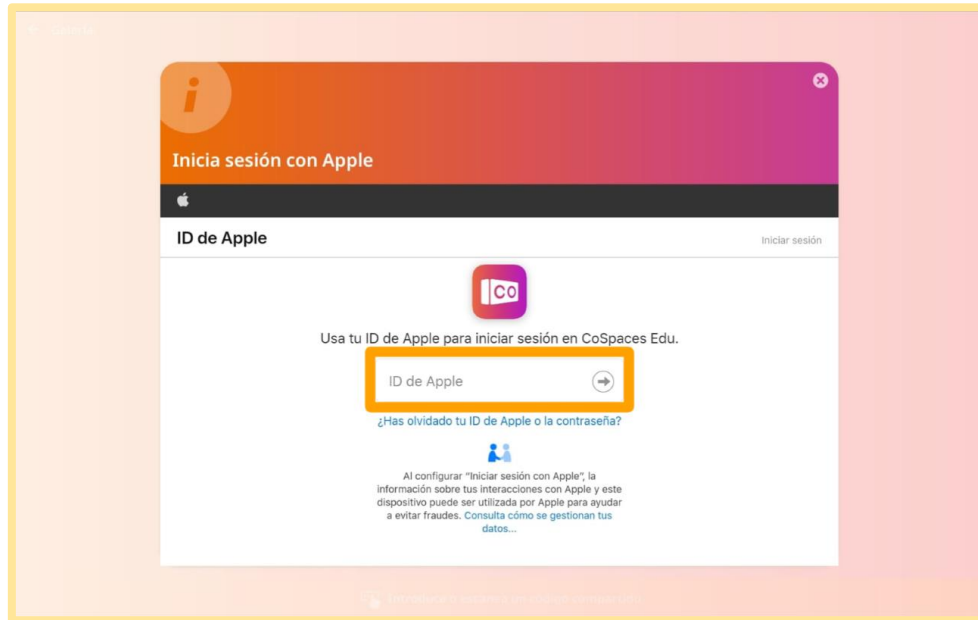 i
Inicia sesión con Apple
ID de Apple
Iniciar sesión
CO
Usa tu ID de Apple para iniciar sesión en CoSpaces Edu.
ID de Apple
¿Has olvidado tu ID de Apple o la contraseña?
Al configurar "Iniciar sesión con Apple", la
información sobre tus interacciones con Apple y este
dispositivo puede ser utilizada por Apple para ayudar
a evitar fraudes. Consulta cómo se gestionan tus
datos...